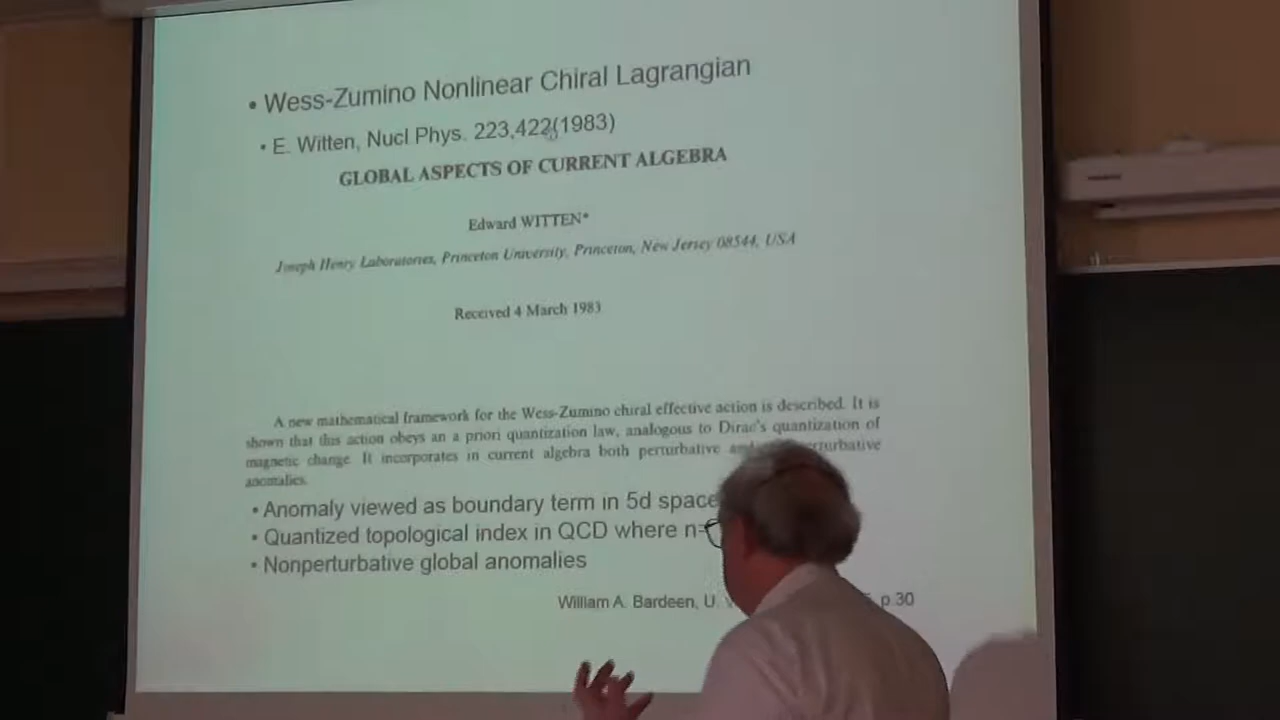 • Wess-Zumino Nonlinear Chiral Lagrangian
• E. Witten, Nucl Phys. 223,422(1983)
GLOBAL ASPECTS OF CURRENT ALGEBRA
Edward WITTEN*
Joseph Henry Laboratories, Princeton University, Princeton, New Jersey 08544, USA
Received 4 March 1983
A new mathematical framework for the Wess-Zumino chiral effective action is described. It is
shown that this action obeys an a priori quantization law, analogous to Dirac's quantization of
magnetic change. It incorporates in current algebra both perturbative
anomalies.
• Anomaly viewed as boundary term in 5d space
• Quantized topological index in QCD where n=
• Nonperturbative global anomalies
William A. Bardeen, U. p.30